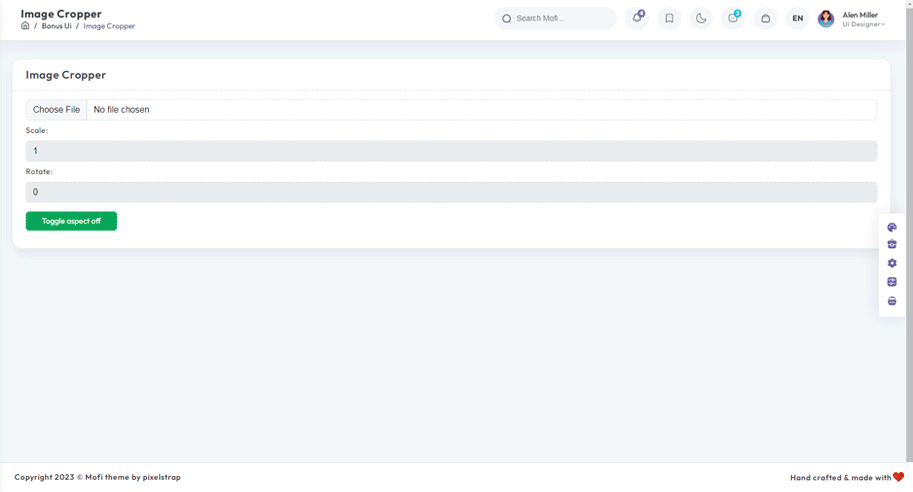 Image Cropper
/ Bonus Ui / Image Cropper
Search Mofi ..
4
3
EN
Alen Miller
UI Designer
Image Cropper
Choose File No file chosen
Scale:
1
Rotate:
0
Toggle aspect off
Copyright 2023 © Mofi theme by pixelstrap
Hand crafted & made with